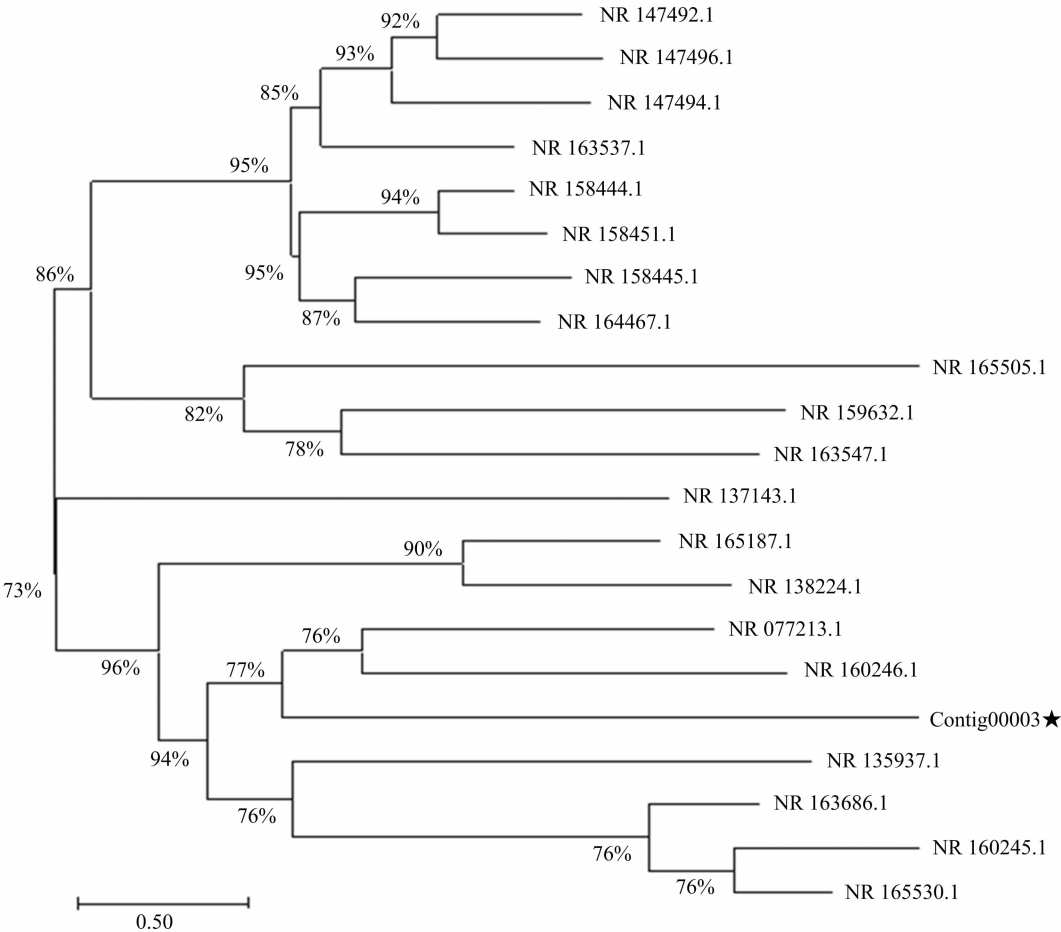 92%
NR 147492.1
93%
NR 147496.1
85%
NR 147494.1
95%
NR 163537.1
94%
NR 158444.1
NR 158451.1
86%
95%
NR 158445.1
87%
NR 164467.1
NR 165505.1
82%
NR 159632.1
78%
NR 163547.1
NR 137143.1
90%
NR 165187.1
73%
NR 138224.1
76%
NR 077213.1
96%
77%
NR 160246.1
Contig00003★
94%
NR 135937.1
76%
NR 163686.1
76%
NR 160245.1
76%
NR 165530.1
0.50